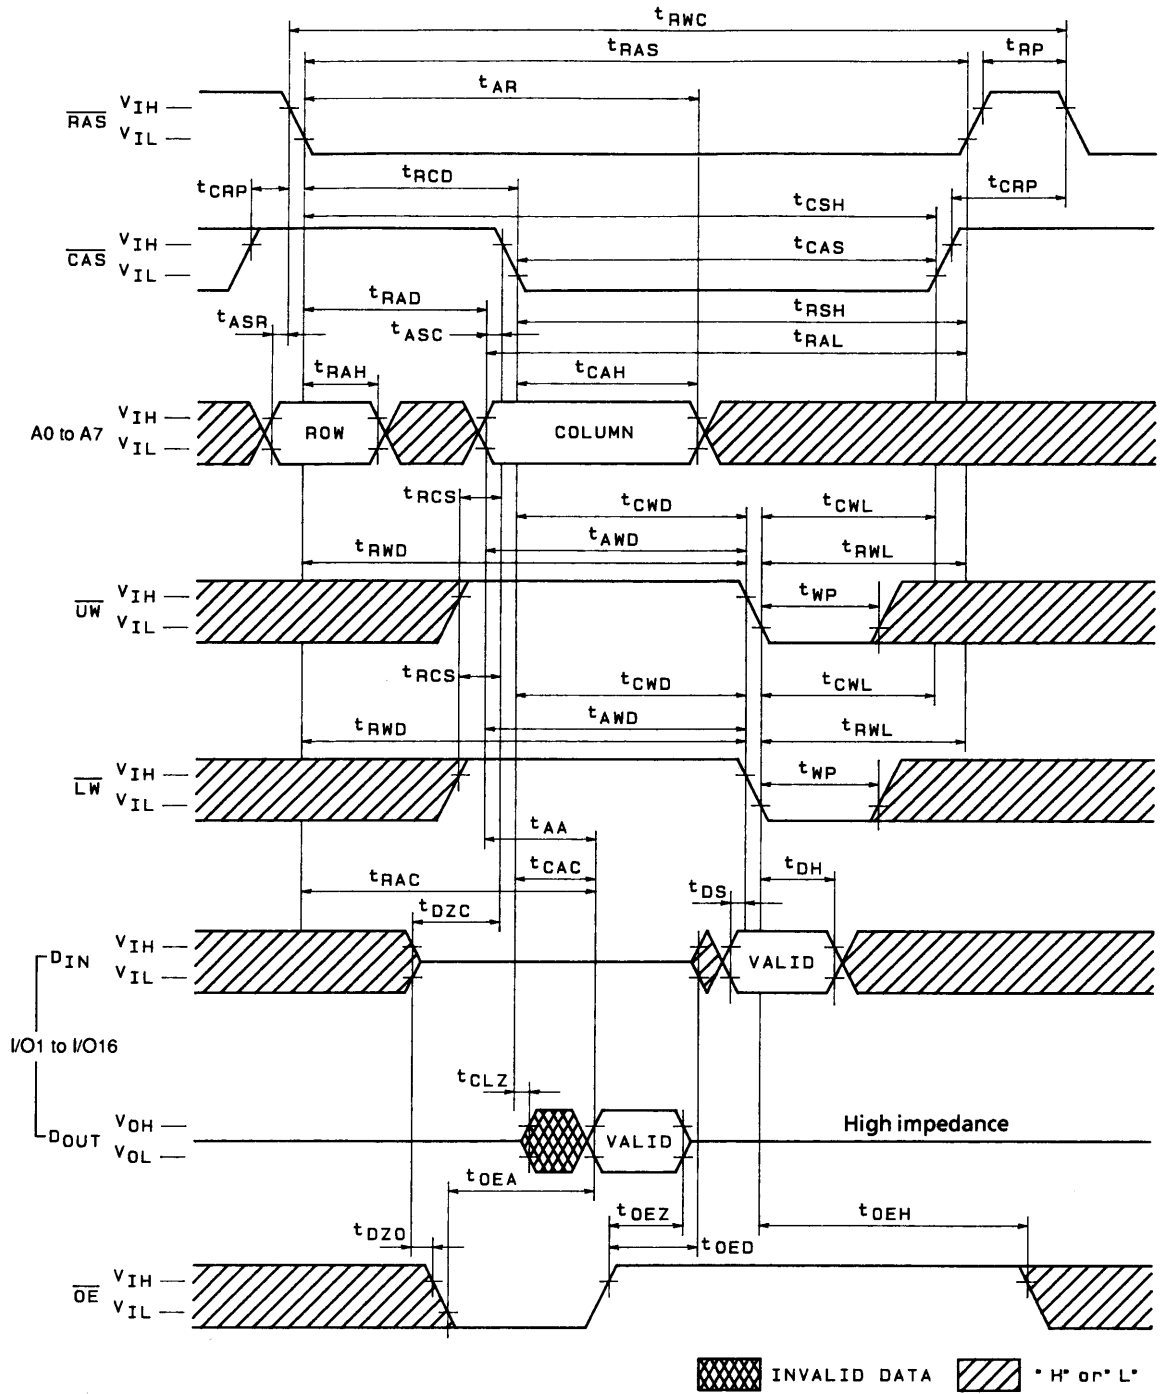 tRWC
tRAS
tRP
tAR
RAS
VIH
VIL
tCRP
tRCD
tCRP
tCSH
CAS
VIH
VIL
tCAS
tRAD
tRSH
tASR
tASC
tRAL
tRAH
tCAH
A0 to A7
VIH
VIL
ROW
COLUMN
tRCS
tCWD
tCWL
tAWD
tRWD
tRWL
UW
VIH
VIL
tWP
tRCS
tCWD
tCWL
tAWD
tRWD
tRWL
LW
VIH
VIL
tWP
tAA
tCAC
tDH
tRAC
tDS
tDZC
DIN
VIH
VIL
VALID
I/O1 to I/O16
tCLZ
DOUT
VOH
VOL
VALID
High impedance
tOEA
tOEZ
tOEH
tDZO
tOED
OE
VIH
VIL
INVALID DATA
"H" or "L"